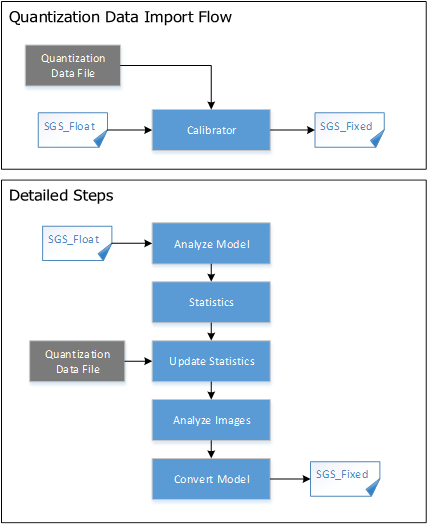 Quantization Data Import Flow
Quantization
Data File
SGS_Float
Calibrator
SGS_Fixed
Detailed Steps
SGS_Float
Analyze Model
Statistics
Quantization
Data File
Update Statistics
Analyze Images
Convert Model
SGS_Fixed